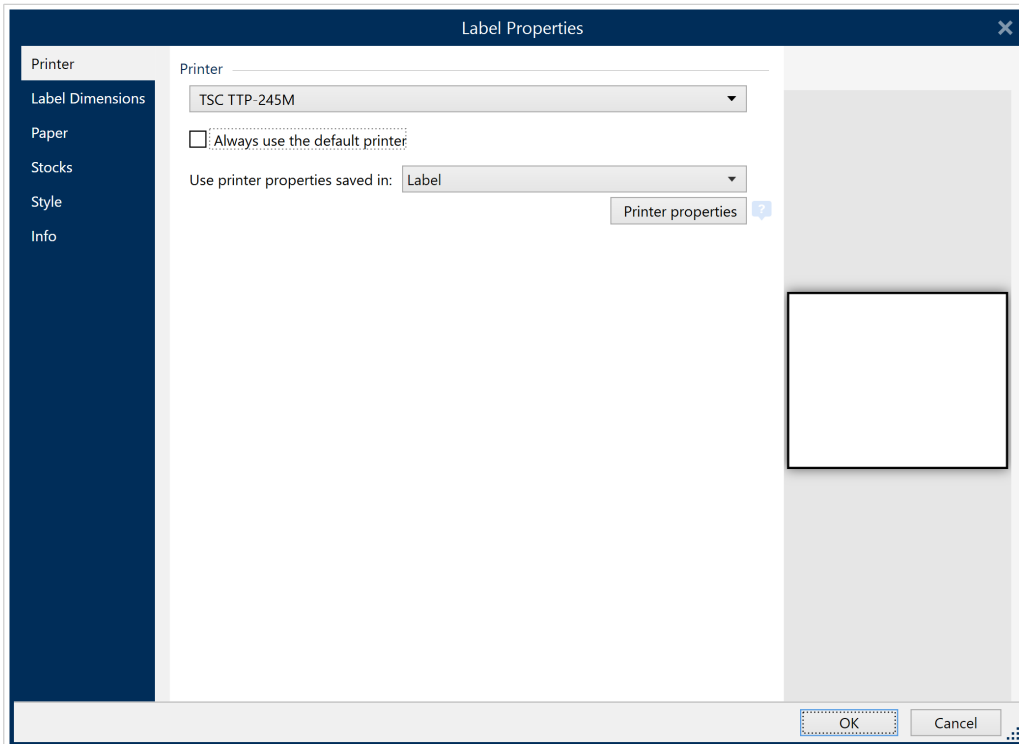 Label Properties
Printer
Label Dimensions
Paper
Stocks
Style
Info
Printer
TSC TTP-245M
Always use the default printer
Use printer properties saved in: Label
Printer properties ?
OK Cancel